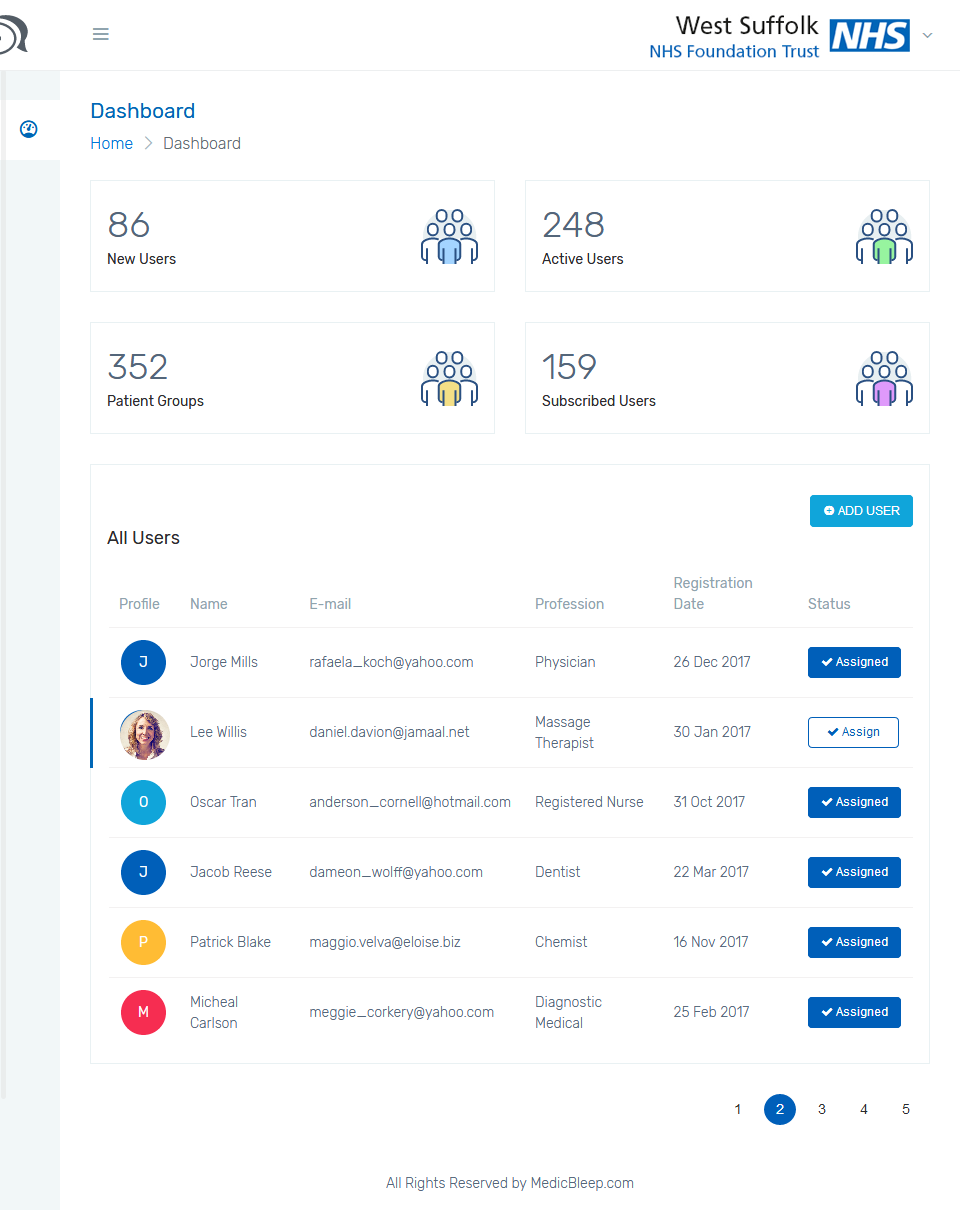 West Suffolk
NHS Foundation Trust
NHS
Dashboard
Home Dashboard
86
New Users
248
Active Users
352
Patient Groups
159
Subscribed Users
ADD USER
All Users
Profile Name E-mail Profession Registration Date Status
J Jorge Mills rafaela_koch@yahoo.com Physician 26 Dec 2017 Assigned
Lee Willis daniel.davion@jamaal.net Massage Therapist 30 Jan 2017 Assign
O Oscar Tran anderson_cornell@hotmail.com Registered Nurse 31 Oct 2017 Assigned
J Jacob Reese dameon_wolff@yahoo.com Dentist 22 Mar 2017 Assigned
P Patrick Blake maggio.velva@eloise.biz Chemist 16 Nov 2017 Assigned
M Micheal Carlson meggie_corkery@yahoo.com Diagnostic Medical 25 Feb 2017 Assigned
1 2 3 4 5
All Rights Reserved by MedicBleep.com